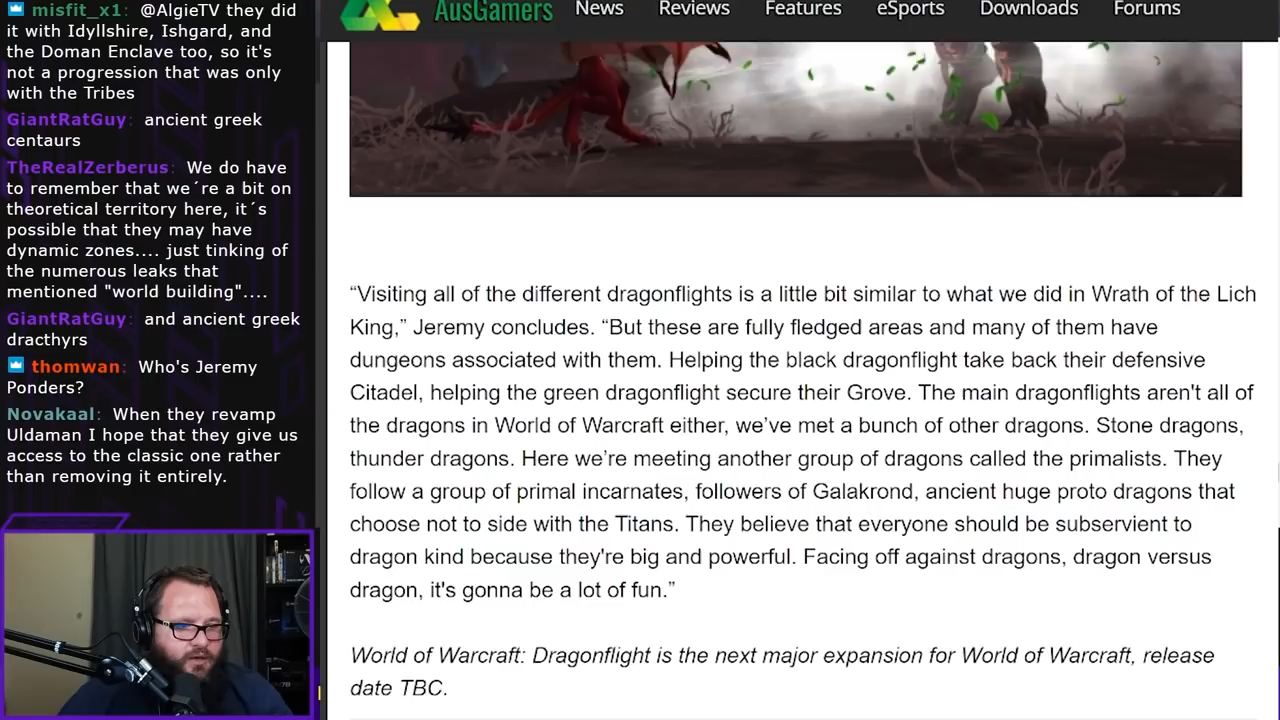 misfit_x1: @AlgieTV they did
it with Idyllshire, Ishgard, and
the Doman Enclave too, so it's
not a progression that was only
with the Tribes
GiantRatGuy: ancient greek
centaurs
TheRealZerberus: We do have
to remember that we´re a bit on
theoretical territory here, it´s
possible that they may have
dynamic zones.... just tinking of
the numerous leaks that
mentioned "world building"....
GiantRatGuy: and ancient greek
dracthyrs
thomwan: Who's Jeremy
Ponders?
Novakaal: When they revamp
Uldaman I hope that they give us
access to the classic one rather
than removing it entirely.
AusGamers News Reviews Features eSports Downloads Forums
“Visiting all of the different dragonflights is a little bit similar to what we did in Wrath of the Lich
King,” Jeremy concludes. “But these are fully fledged areas and many of them have
dungeons associated with them. Helping the black dragonflight take back their defensive
Citadel, helping the green dragonflight secure their Grove. The main dragonflights aren't all of
the dragons in World of Warcraft either, we’ve met a bunch of other dragons. Stone dragons,
thunder dragons. Here we’re meeting another group of dragons called the primalists. They
follow a group of primal incarnates, followers of Galakrond, ancient huge proto dragons that
choose not to side with the Titans. They believe that everyone should be subservient to
dragon kind because they're big and powerful. Facing off against dragons, dragon versus
dragon, it's gonna be a lot of fun.”
World of Warcraft: Dragonflight is the next major expansion for World of Warcraft, release
date TBC.